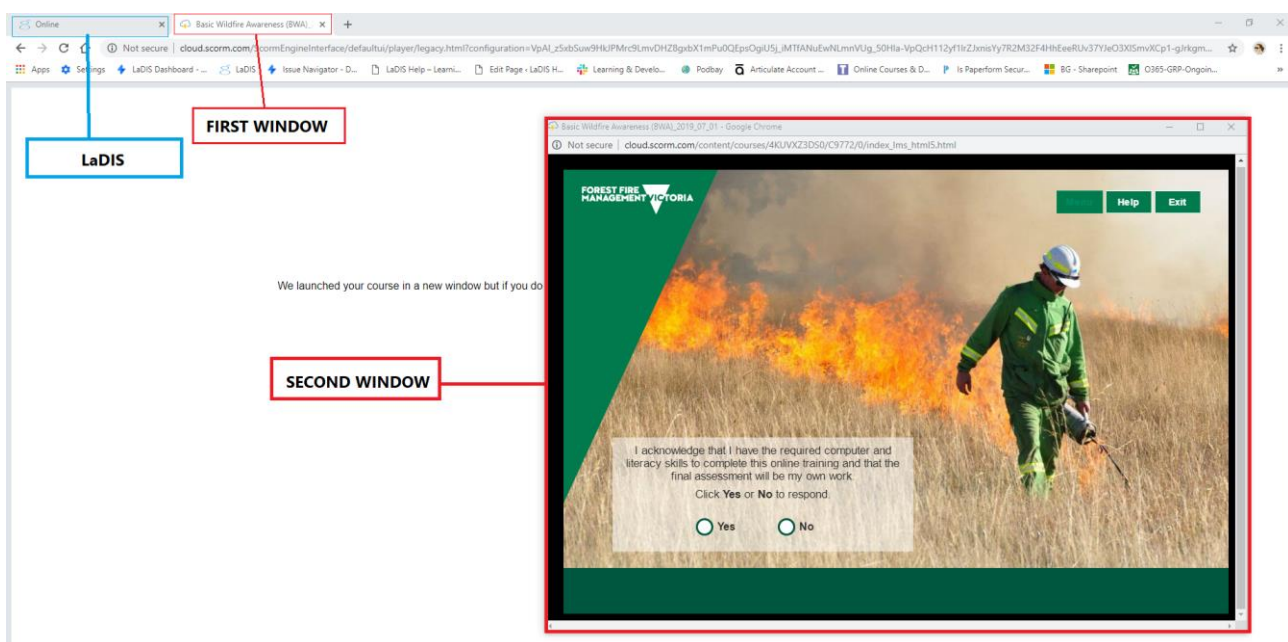 Online
Basic Wildfire Awareness (BWA)_
Not secure | cloud.scorm.com/ScormEngineInterface/defaultui/player/legacy.html?configuration=
Apps Settings LaDIS Dashboard - ... LaDIS Issue Navigator - D... LaDIS Help – Learni... Edit Page ‹ LaDIS H... Learning & Develo... Podbay Articulate Account ... Online Courses & D... Is Paperform Secur... BG - Sharepoint O365-GRP-Ongoin... »
FIRST WINDOW
LaDIS
Basic Wildfire Awareness (BWA)_2019_07_01 - Google Chrome
Not secure | cloud.scorm.com/content/courses/4KUVXZ3DS0/C9772/0/index_lms_html5.html
FOREST FIRE
MANAGEMENT VICTORIA
Menu Help Exit
We launched your course in a new window but if you do
SECOND WINDOW
I acknowledge that I have the required computer and
literacy skills to complete this online training and that the
final assessment will be my own work
Click Yes or No to respond.
Yes No